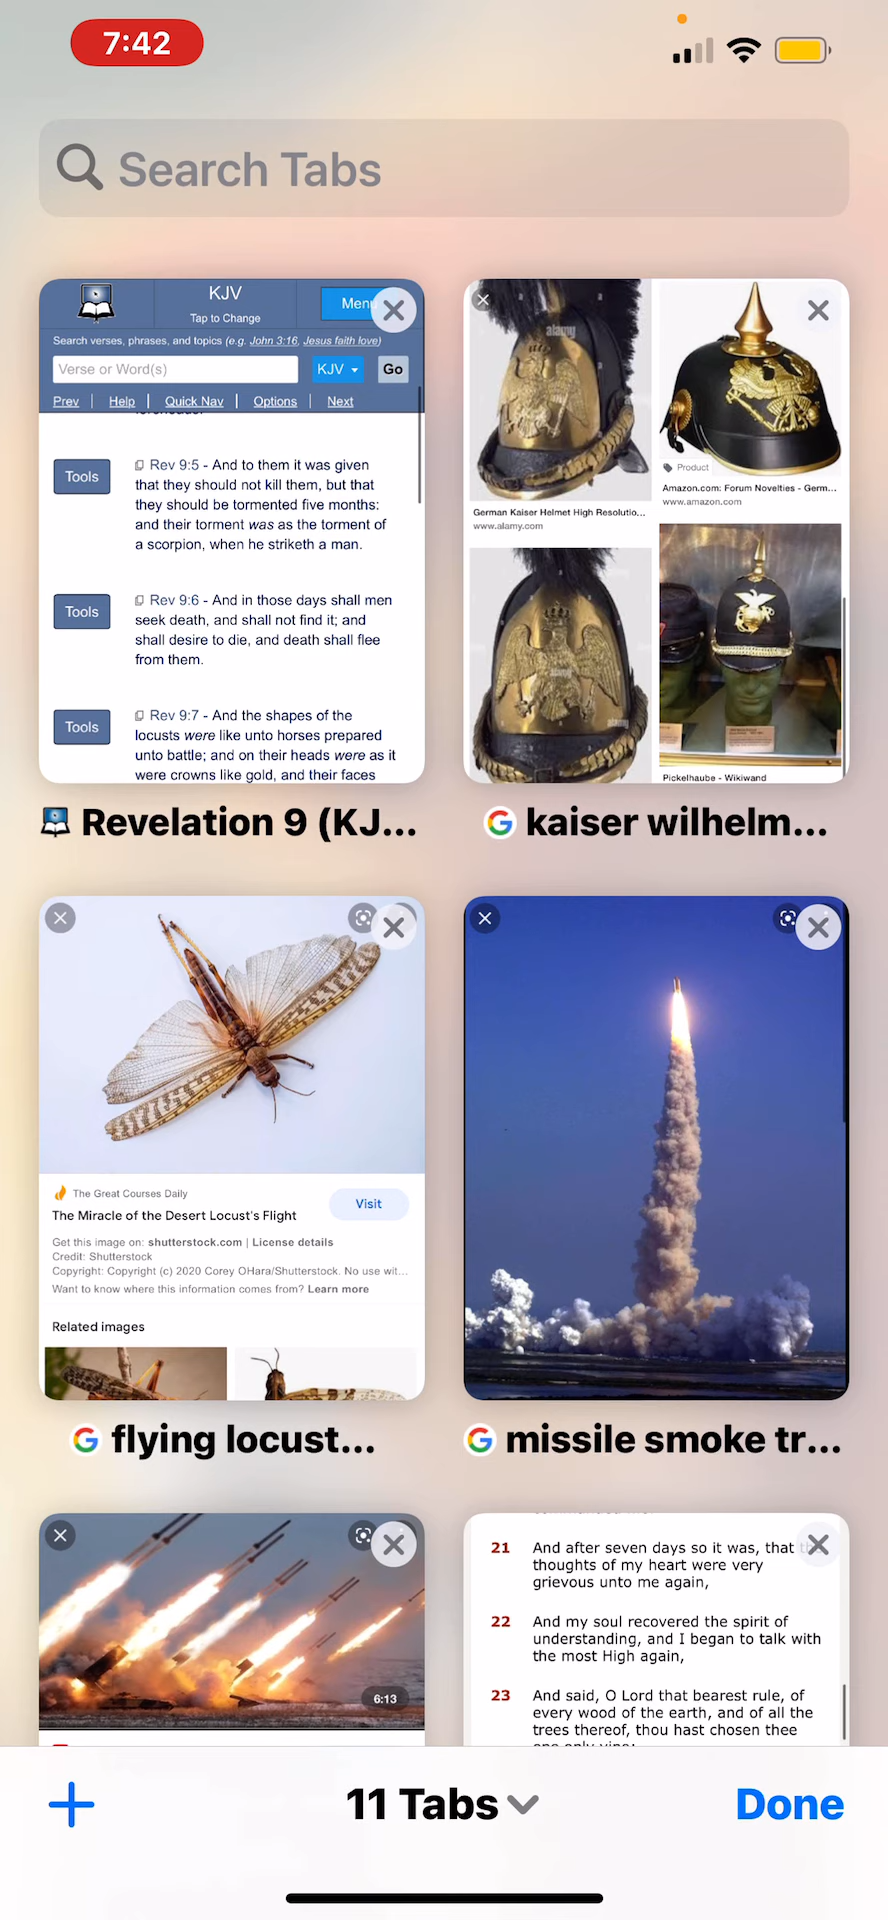 7:42
Search Tabs
KJV
Tap to Change
Menu
Search verses, phrases, and topics (e.g. John 3:16, Jesus faith love)
Verse or Word(s)
KJV
Go
Prev | Help | Quick Nav | Options | Next
Tools
Rev 9:5 - And to them it was given
that they should not kill them, but that
they should be tormented five months:
and their torment was as the torment of
a scorpion, when he striketh a man.
Tools
Rev 9:6 - And in those days shall men
seek death, and shall not find it; and
shall desire to die, and death shall flee
from them.
Tools
Rev 9:7 - And the shapes of the
locusts were like unto horses prepared
unto battle; and on their heads were as it
were crowns like gold, and their faces
Revelation 9 (KJ...
alamy
German Kaiser Helmet High Resolutio...
www.alamy.com
Product
Amazon.com: Forum Novelties - Germ...
www.amazon.com
Pickelhaube - Wikiwand
kaiser wilhelm...
The Great Courses Daily
The Miracle of the Desert Locust's Flight
Visit
Get this image on: shutterstock.com | License details
Credit: Shutterstock
Copyright: Copyright (c) 2020 Corey OHara/Shutterstock. No use wit...
Want to know where this information comes from? Learn more
Related images
flying locust...
missile smoke tr...
6:13
21 And after seven days so it was, that
thoughts of my heart were very
grievous unto me again,
22 And my soul recovered the spirit of
understanding, and I began to talk with
the most High again,
23 And said, O Lord that bearest rule, of
every wood of the earth, and of all the
trees thereof, thou hast chosen thee
11 Tabs
Done